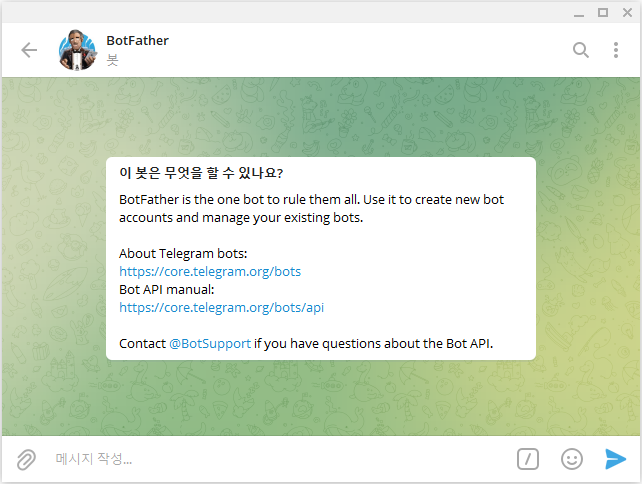 BotFather
봇
이 봇은 무엇을 할 수 있나요?
BotFather is the one bot to rule them all. Use it to create new bot
accounts and manage your existing bots.
About Telegram bots:
https://core.telegram.org/bots
Bot API manual:
https://core.telegram.org/bots/api
Contact @BotSupport if you have questions about the Bot API.
메시지 작성...